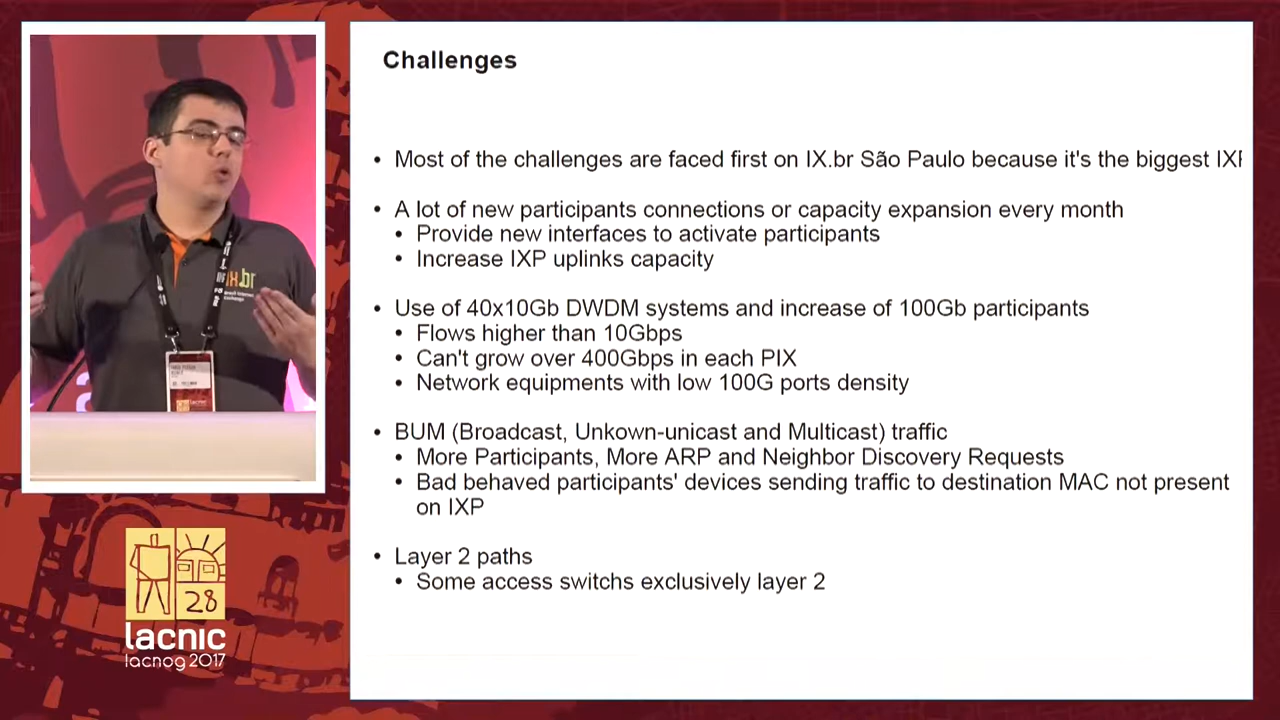 Challenges
• Most of the challenges are faced first on IX.br São Paulo because it's the biggest IXP
• A lot of new participants connections or capacity expansion every month
• Provide new interfaces to activate participants
• Increase IXP uplinks capacity
• Use of 40x10Gb DWDM systems and increase of 100Gb participants
• Flows higher than 10Gbps
• Can't grow over 400Gbps in each PIX
• Network equipments with low 100G ports density
• BUM (Broadcast, Unkown-unicast and Multicast) traffic
• More Participants, More ARP and Neighbor Discovery Requests
• Bad behaved participants' devices sending traffic to destination MAC not present
on IXP
• Layer 2 paths
• Some access switchs exclusively layer 2
ix.br
lacnic
28
lacnic
lacnog 2017